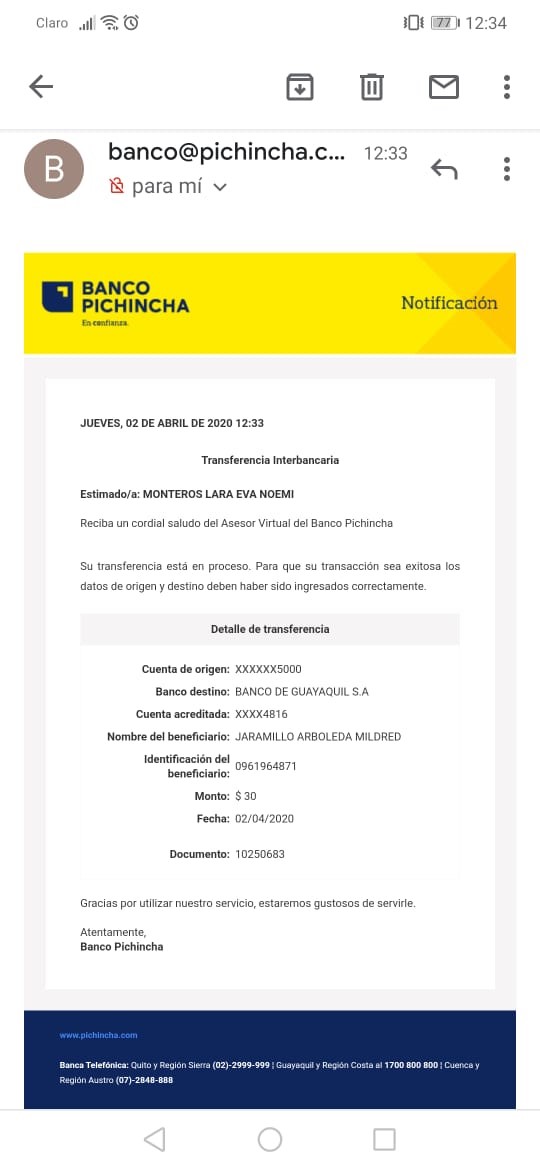 Claro 77 12:34
B
banco@pichincha.c... 12:33
para mí
BANCO
PICHINCHA
En confianza.
Notificación
JUEVES, 02 DE ABRIL DE 2020 12:33
Transferencia Interbancaria
Estimado/a: MONTEROS LARA EVA NOEMI
Reciba un cordial saludo del Asesor Virtual del Banco Pichincha
Su transferencia está en proceso. Para que su transacción sea exitosa los
datos de origen y destino deben haber sido ingresados correctamente.
Detalle de transferencia
Cuenta de origen: XXXXXX5000
Banco destino: BANCO DE GUAYAQUIL S.A
Cuenta acreditada: XXXX4816
Nombre del beneficiario: JARAMILLO ARBOLEDA MILDRED
Identificación del
beneficiario: 0961964871
Monto: $ 30
Fecha: 02/04/2020
Documento: 10250683
Gracias por utilizar nuestro servicio, estaremos gustosos de servirle.
Atentamente,
Banco Pichincha
www.pichincha.com
Banca Telefónica: Quito y Región Sierra (02)-2999-999 | Guayaquil y Región Costa al 1700 800 800 | Cuenca y
Región Austro (07)-2848-888